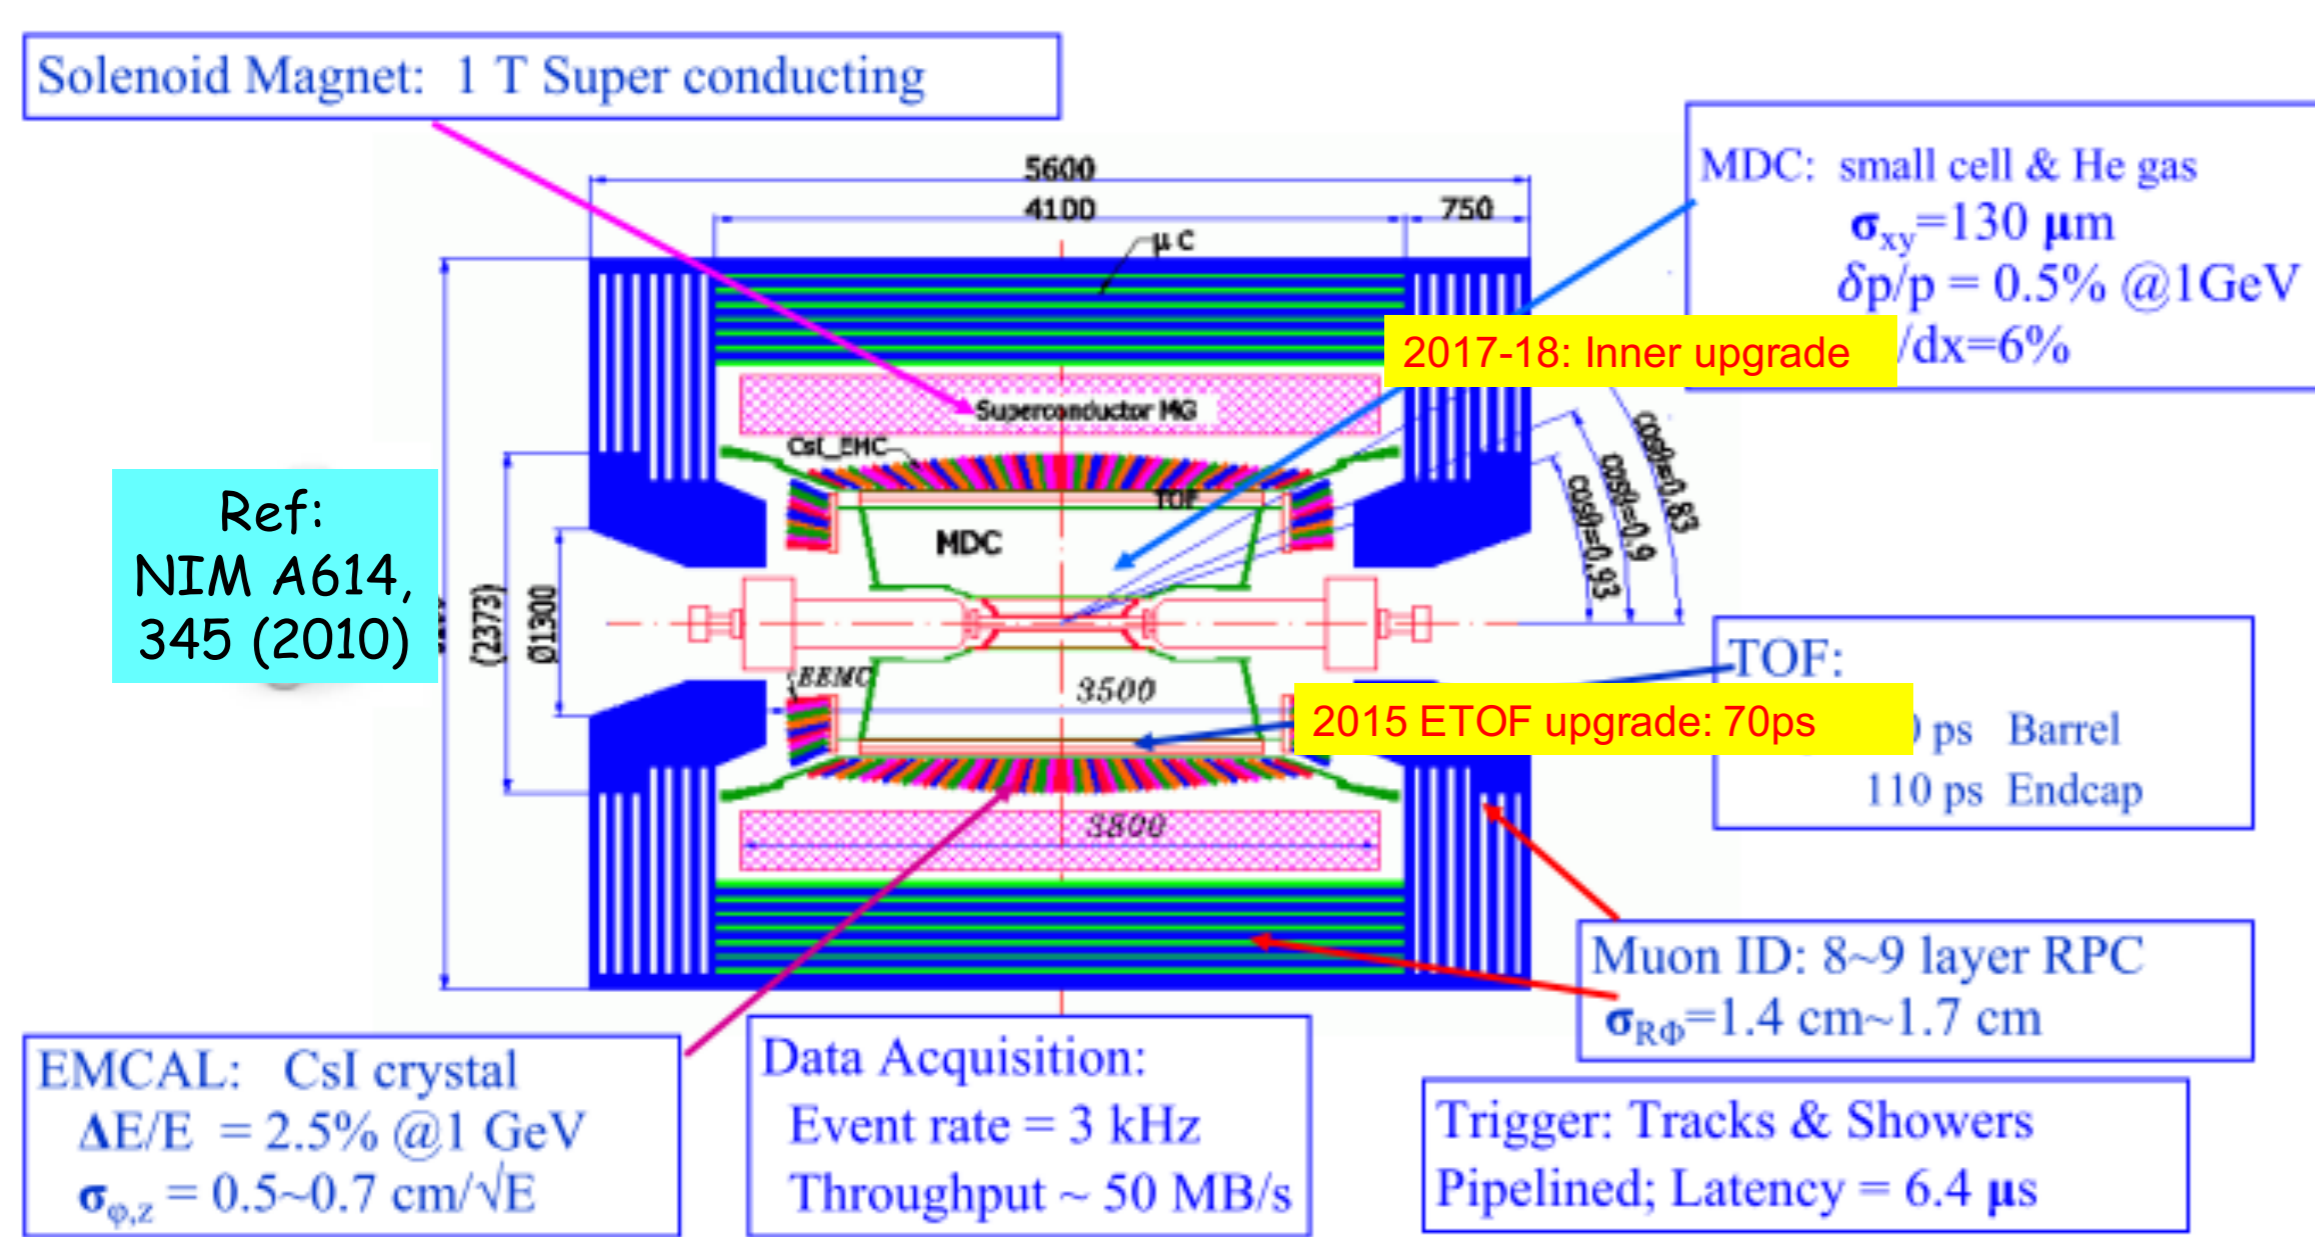 Solenoid Magnet: 1 T Super conducting
5600
4100
750
μ C
MDC: small cell & He gas
σxy=130 μm
δp/p = 0.5% @1GeV
/dx=6%
2017-18: Inner upgrade
Superconductor MG
CsI_EMC
TOF
MDC
cosθ=0.83
cosθ=0.9
cosθ=0.93
Ref:
NIM A614,
345 (2010)
(2373)
Ø1300
EEMC
3500
TOF:
2015 ETOF upgrade: 70ps
ps Barrel
110 ps Endcap
3800
Muon ID: 8~9 layer RPC
σRΦ=1.4 cm~1.7 cm
EMCAL: CsI crystal
ΔE/E = 2.5% @1 GeV
σφ,z = 0.5~0.7 cm/√E
Data Acquisition:
Event rate = 3 kHz
Throughput ~ 50 MB/s
Trigger: Tracks & Showers
Pipelined; Latency = 6.4 μs